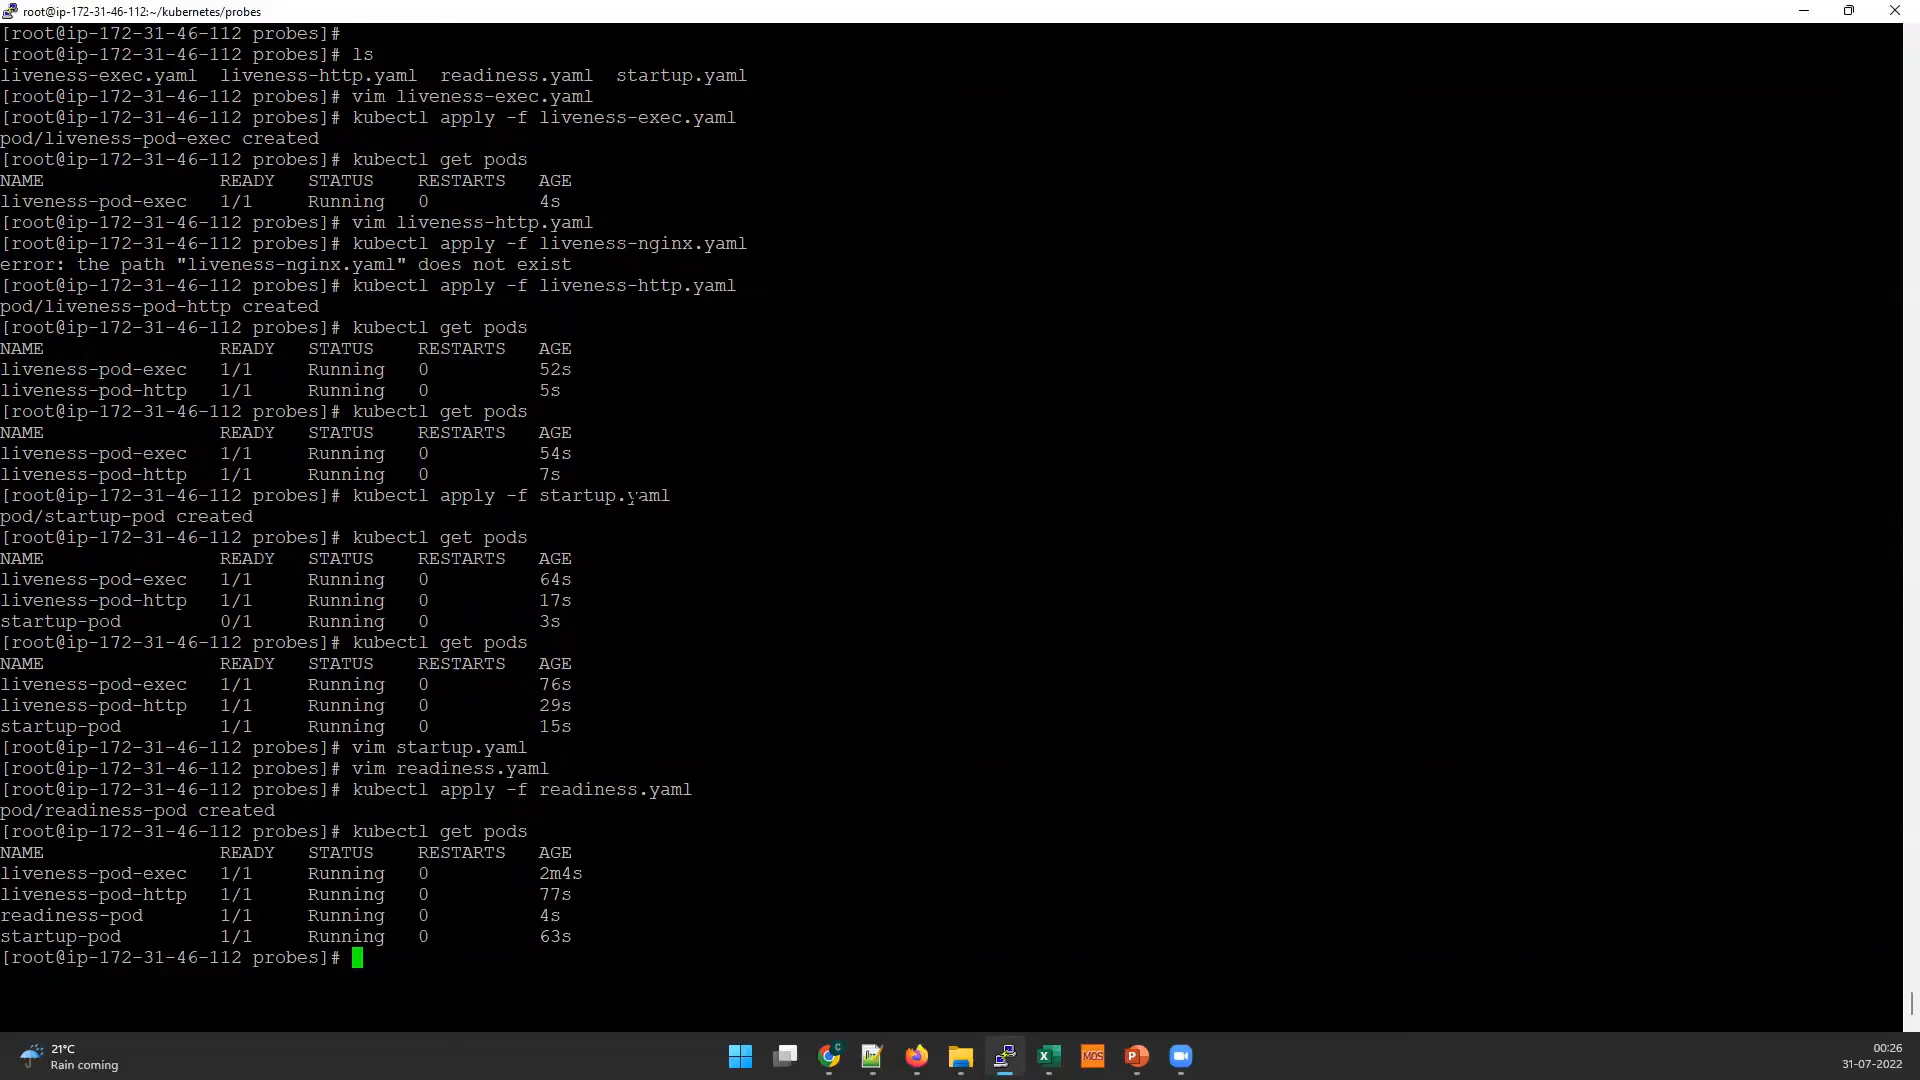 root@ip-172-31-46-112:~/kubernetes/probes
[root@ip-172-31-46-112 probes]#
[root@ip-172-31-46-112 probes]# ls
liveness-exec.yaml  liveness-http.yaml  readiness.yaml  startup.yaml
[root@ip-172-31-46-112 probes]# vim liveness-exec.yaml
[root@ip-172-31-46-112 probes]# kubectl apply -f liveness-exec.yaml
pod/liveness-pod-exec created
[root@ip-172-31-46-112 probes]# kubectl get pods
NAME                READY   STATUS    RESTARTS   AGE
liveness-pod-exec   1/1     Running   0          4s
[root@ip-172-31-46-112 probes]# vim liveness-http.yaml
[root@ip-172-31-46-112 probes]# kubectl apply -f liveness-nginx.yaml
error: the path "liveness-nginx.yaml" does not exist
[root@ip-172-31-46-112 probes]# kubectl apply -f liveness-http.yaml
pod/liveness-pod-http created
[root@ip-172-31-46-112 probes]# kubectl get pods
NAME                READY   STATUS    RESTARTS   AGE
liveness-pod-exec   1/1     Running   0          52s
liveness-pod-http   1/1     Running   0          5s
[root@ip-172-31-46-112 probes]# kubectl get pods
NAME                READY   STATUS    RESTARTS   AGE
liveness-pod-exec   1/1     Running   0          54s
liveness-pod-http   1/1     Running   0          7s
[root@ip-172-31-46-112 probes]# kubectl apply -f startup.yaml
pod/startup-pod created
[root@ip-172-31-46-112 probes]# kubectl get pods
NAME                READY   STATUS    RESTARTS   AGE
liveness-pod-exec   1/1     Running   0          64s
liveness-pod-http   1/1     Running   0          17s
startup-pod         0/1     Running   0          3s
[root@ip-172-31-46-112 probes]# kubectl get pods
NAME                READY   STATUS    RESTARTS   AGE
liveness-pod-exec   1/1     Running   0          76s
liveness-pod-http   1/1     Running   0          29s
startup-pod         1/1     Running   0          15s
[root@ip-172-31-46-112 probes]# vim startup.yaml
[root@ip-172-31-46-112 probes]# vim readiness.yaml
[root@ip-172-31-46-112 probes]# kubectl apply -f readiness.yaml
pod/readiness-pod created
[root@ip-172-31-46-112 probes]# kubectl get pods
NAME                READY   STATUS    RESTARTS   AGE
liveness-pod-exec   1/1     Running   0          2m4s
liveness-pod-http   1/1     Running   0          77s
readiness-pod       1/1     Running   0          4s
startup-pod         1/1     Running   0          63s
[root@ip-172-31-46-112 probes]#
21°C
Rain coming
C
X
MOS
P
00:26
31-07-2022